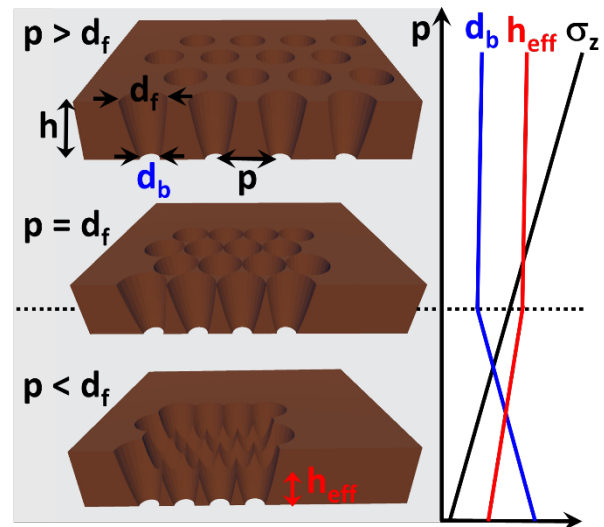 p > d_f
d_f
h
d_b
p
p = d_f
p < d_f
h_eff
p
d_b
h_eff
σ_z